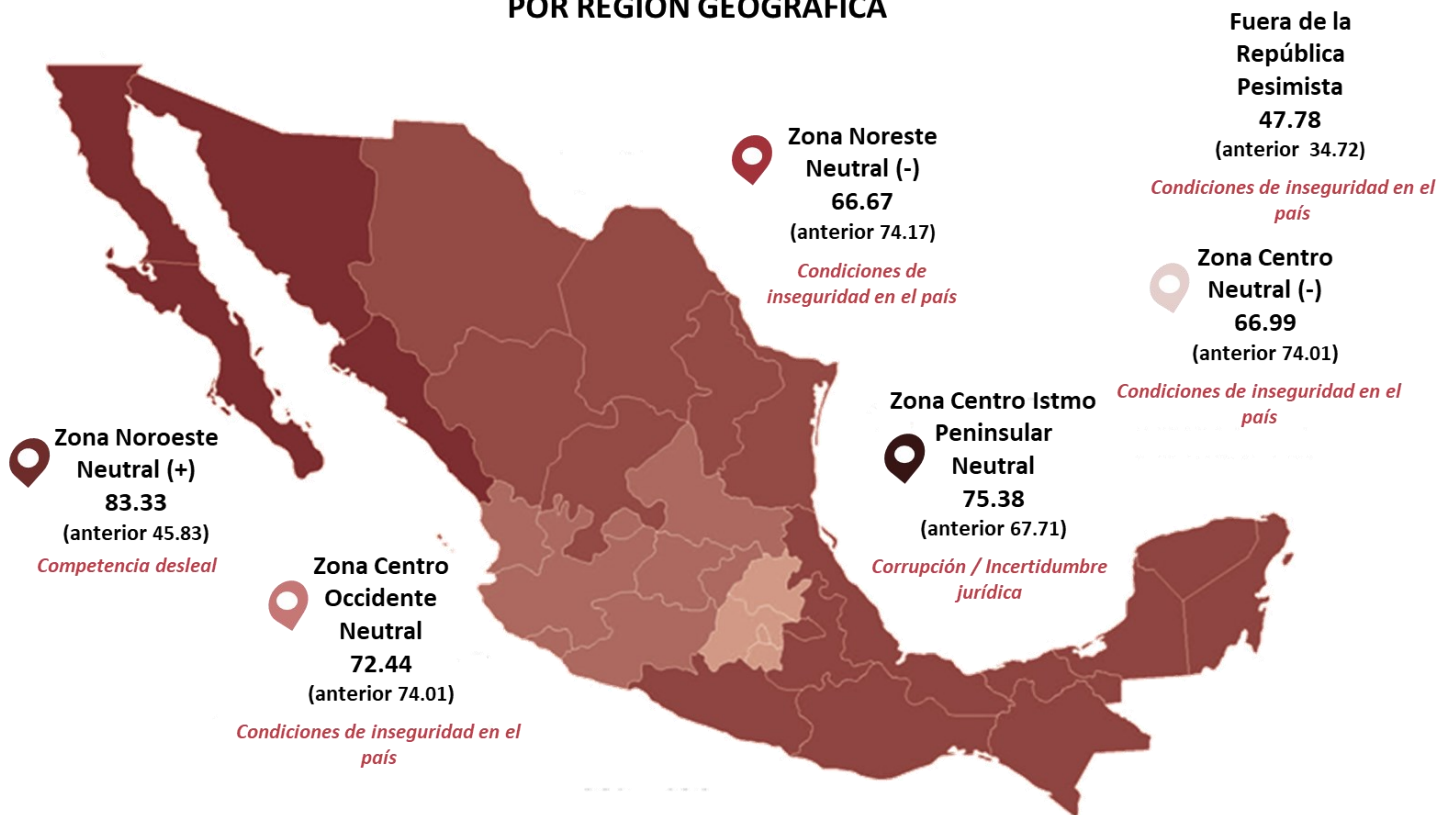 POR REGIÓN GEOGRÁFICA
Fuera de la
República
Pesimista
47.78
(anterior 34.72)
Condiciones de inseguridad en el
país
Zona Noreste
Neutral (-)
66.67
(anterior 74.17)
Condiciones de
inseguridad en el país
Zona Centro
Neutral (-)
66.99
(anterior 74.01)
Condiciones de inseguridad en el
país
Zona Centro Istmo
Peninsular
Neutral
75.38
(anterior 67.71)
Corrupción / Incertidumbre
jurídica
Zona Noroeste
Neutral (+)
83.33
(anterior 45.83)
Competencia desleal
Zona Centro
Occidente
Neutral
72.44
(anterior 74.01)
Condiciones de inseguridad en el
país